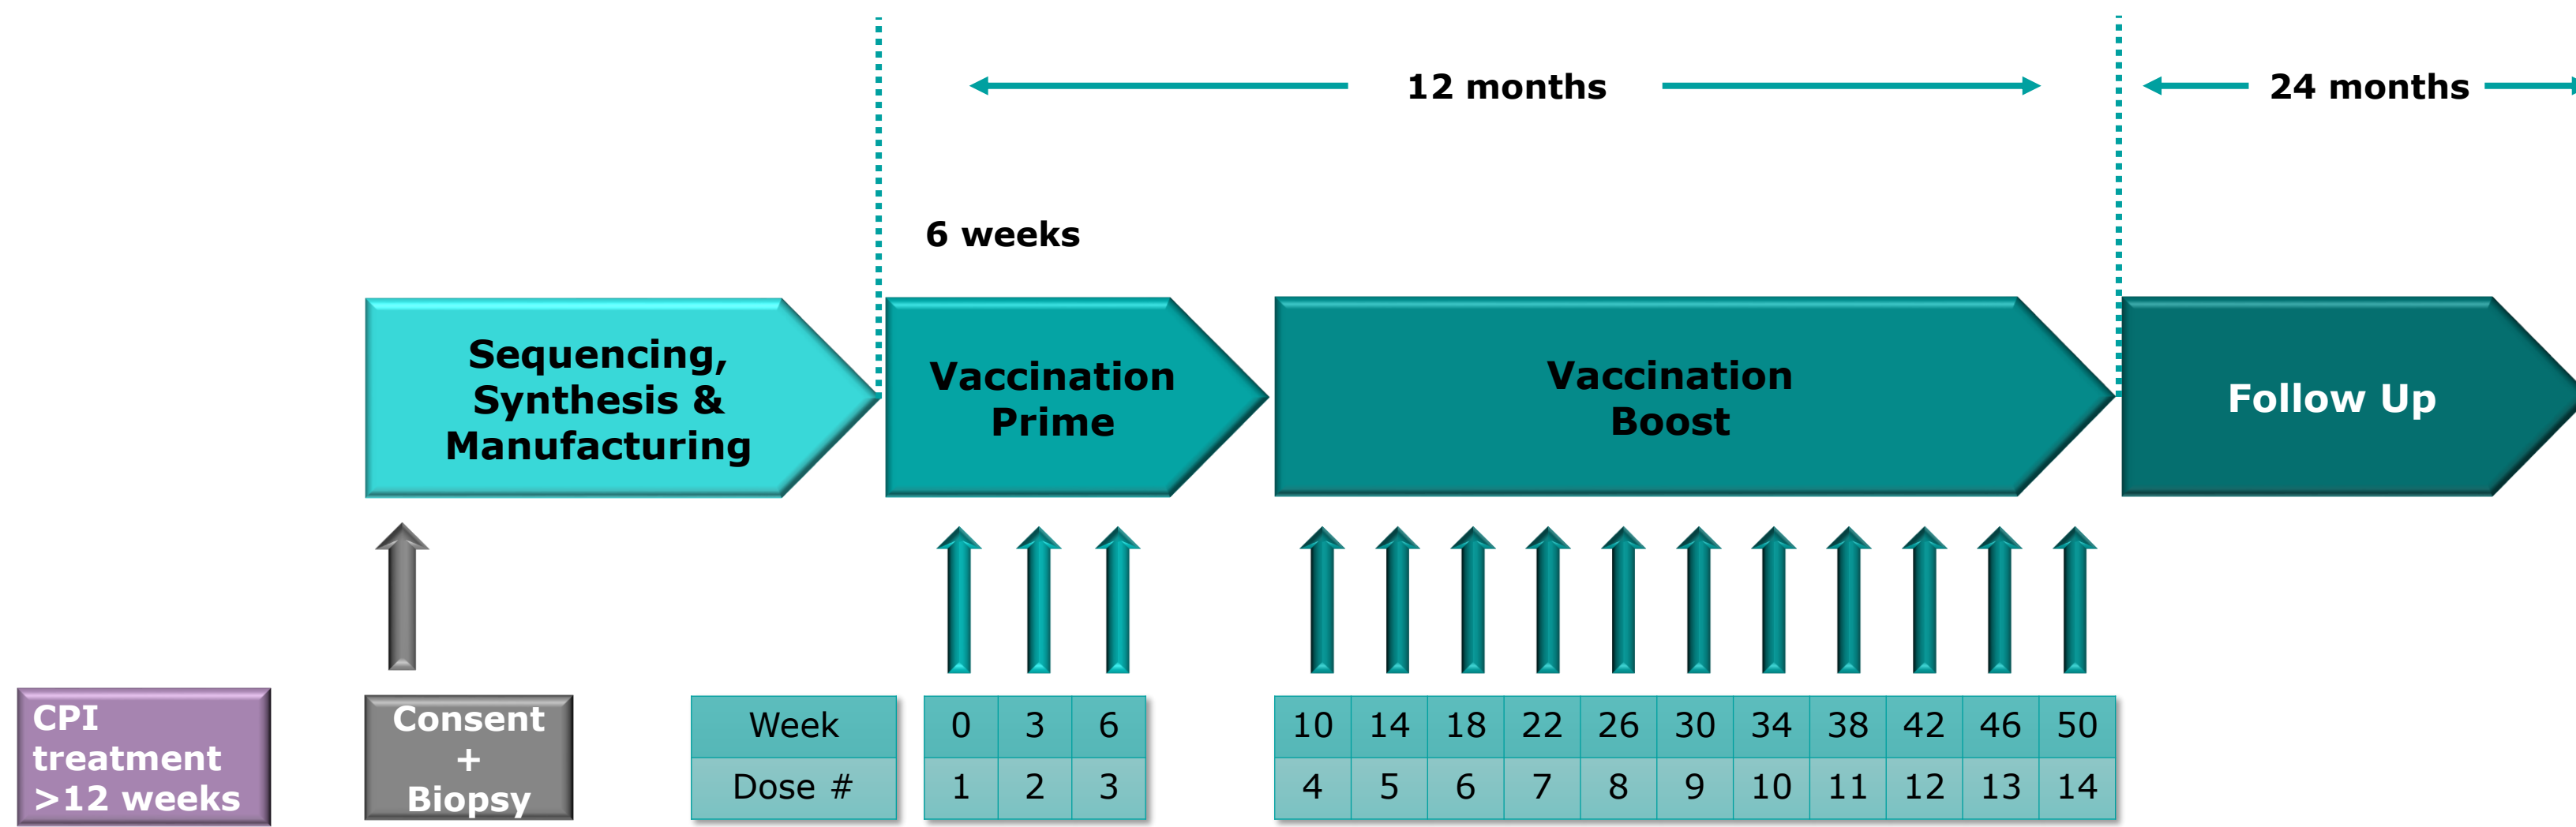 12 months
24 months
6 weeks
Sequencing,
Synthesis &
Manufacturing
Vaccination
Prime
Vaccination
Boost
Follow Up
CPI
treatment
>12 weeks
Consent
+
Biopsy
Week 0 3 6 10 14 18 22 26 30 34 38 42 46 50
Dose # 1 2 3 4 5 6 7 8 9 10 11 12 13 14